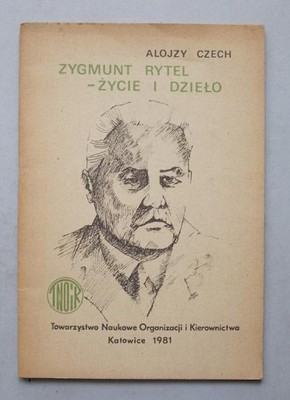 ALOJZY CZECH
ZYGMUNT RYTEL
-ŻYCIE I DZIEŁO
TNOiK
Towarzystwo Naukowe Organizacji i Kierownictwa
Katowice 1981